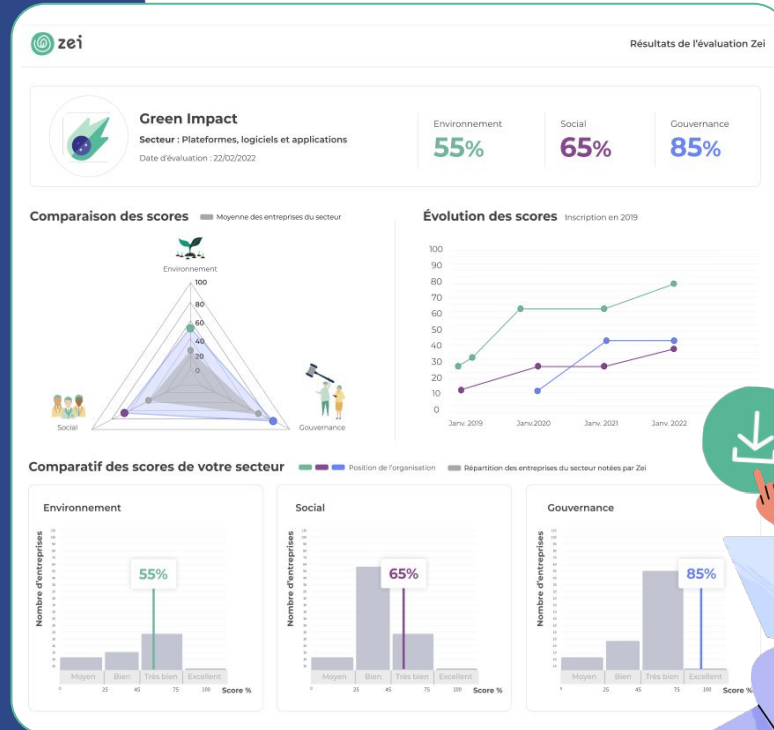 zei
Résultats de l'évaluation Zei
Green Impact
Secteur : Plateformes, logiciels et applications
Date d'évaluation : 22/02/2022
Environnement
55%
Social
65%
Gouvernance
85%
Comparaison des scores
Moyenne des entreprises du secteur
Environnement
100
80
60
40
20
0
Social
Gouvernance
Évolution des scores
Inscription en 2019
100
90
80
70
60
50
40
30
20
10
0
Janv. 2019
Janv.2020
Janv. 2021
Janv. 2022
Comparatif des scores de votre secteur
Position de l'organisation
Répartition des entreprises du secteur notées par Zei
Environnement
Nombre d'entreprises
55%
Moyen
Bien
Très bien
Excellent
0
25
45
75
100
Score %
Social
Nombre d'entreprises
65%
Moyen
Bien
Très bien
Excellent
0
25
45
75
100
Score %
Gouvernance
Nombre d'entreprises
85%
Moyen
Bien
Très bien
Excellent
0
25
45
75
100
Score %